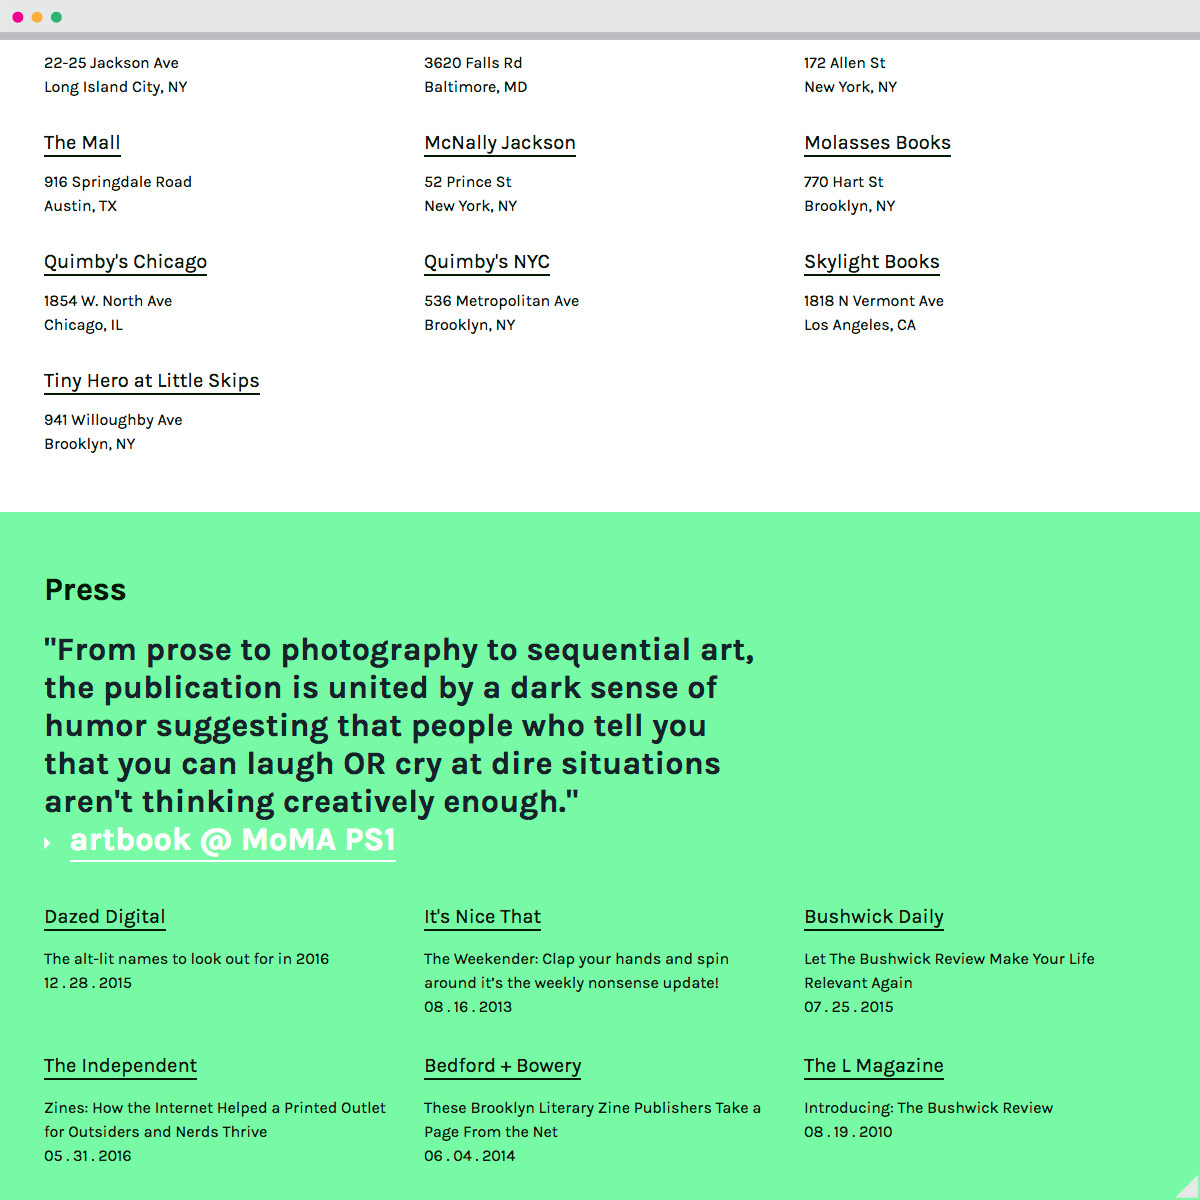 22-25 Jackson Ave
Long Island City, NY
3620 Falls Rd
Baltimore, MD
172 Allen St
New York, NY
The Mall
916 Springdale Road
Austin, TX
McNally Jackson
52 Prince St
New York, NY
Molasses Books
770 Hart St
Brooklyn, NY
Quimby's Chicago
1854 W. North Ave
Chicago, IL
Quimby's NYC
536 Metropolitan Ave
Brooklyn, NY
Skylight Books
1818 N Vermont Ave
Los Angeles, CA
Tiny Hero at Little Skips
941 Willoughby Ave
Brooklyn, NY
Press
"From prose to photography to sequential art,
the publication is united by a dark sense of
humor suggesting that people who tell you
that you can laugh OR cry at dire situations
aren't thinking creatively enough."
artbook @ MoMA PS1
Dazed Digital
The alt-lit names to look out for in 2016
12 . 28 . 2015
It's Nice That
The Weekender: Clap your hands and spin
around it’s the weekly nonsense update!
08 . 16 . 2013
Bushwick Daily
Let The Bushwick Review Make Your Life
Relevant Again
07 . 25 . 2015
The Independent
Zines: How the Internet Helped a Printed Outlet
for Outsiders and Nerds Thrive
05 . 31 . 2016
Bedford + Bowery
These Brooklyn Literary Zine Publishers Take a
Page From the Net
06 . 04 . 2014
The L Magazine
Introducing: The Bushwick Review
08 . 19 . 2010